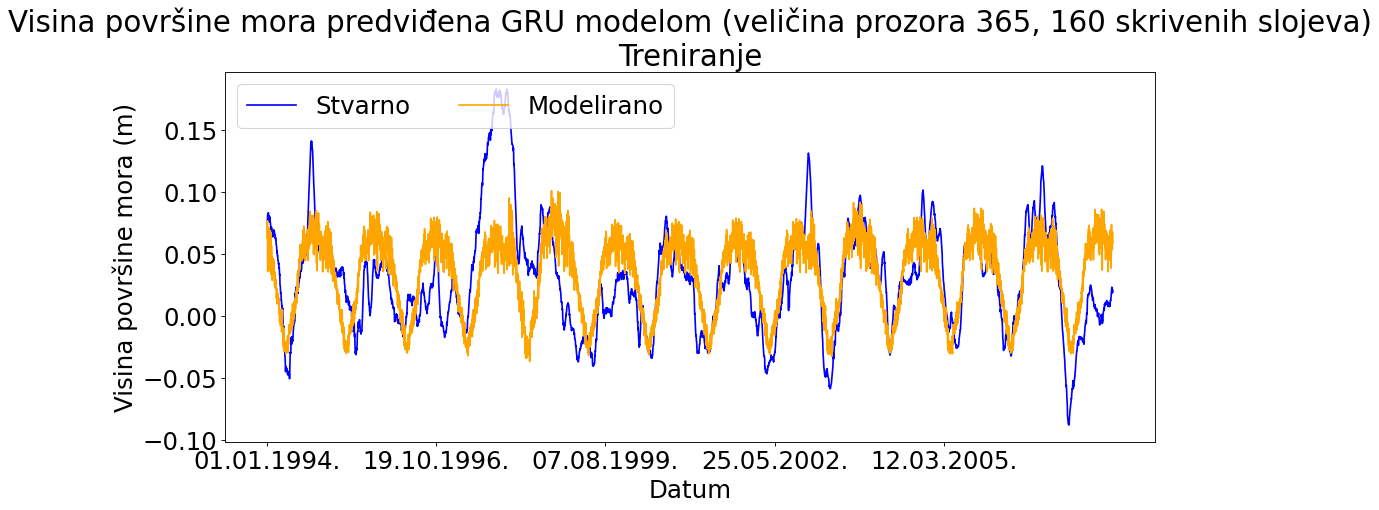 Visina površine mora predviđena GRU modelom (veličina prozora 365, 160 skrivenih slojeva)
Treniranje
Stvarno
Modelirano
Visina površine mora (m)
0.15
0.10
0.05
0.00
−0.05
−0.10
01.01.1994.
19.10.1996.
07.08.1999.
25.05.2002.
12.03.2005.
Datum